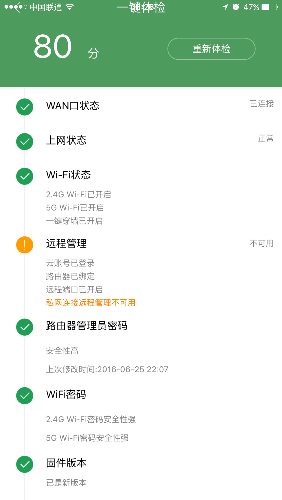 中国联通 47%
一键体检
80 分 重新体检
WAN口状态 已连接
上网状态 正常
Wi-Fi状态
2.4G Wi-Fi已开启
5G Wi-Fi已开启
一键穿墙已开启
远程管理 不可用
云账号已登录
路由器已绑定
远程端口已开启
私网连接远程管理不可用
路由器管理员密码
安全性高
上次修改时间:2016-06-25 22:07
WiFi密码
2.4G Wi-Fi密码安全性强
5G Wi-Fi密码安全性强
固件版本
已是新版本